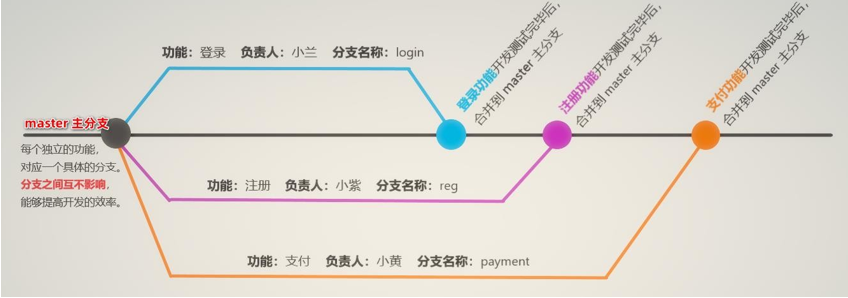 功能：登录 负责人：小兰 分支名称：login
登录功能开发测试完毕后，
合并到 master 主分支
注册功能开发测试完毕后，
合并到 master 主分支
支付功能开发测试完毕后，
合并到 master 主分支
master 主分支
每个独立的功能，
对应一个具体的分支。
分支之间互不影响，
能够提高开发的效率。
功能：注册 负责人：小紫 分支名称：reg
功能：支付 负责人：小黄 分支名称：payment